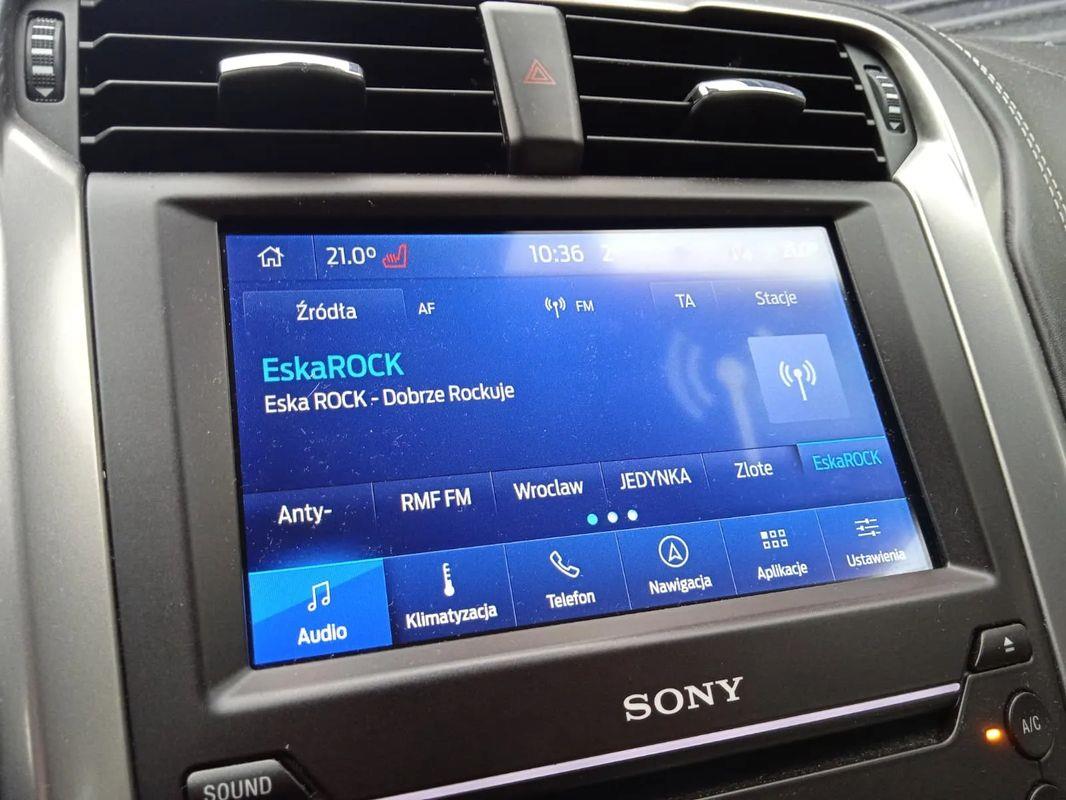 21.0° 10:36
Źródła AF FM TA Stacje
EskaROCK
Eska ROCK - Dobrze Rockuje
Anty- RMF FM Wroclaw JEDYNKA Zlote EskaROCK
Audio Klimatyzacja Telefon Nawigacja Aplikacje Ustawienia
SONY
A/C
SOUND